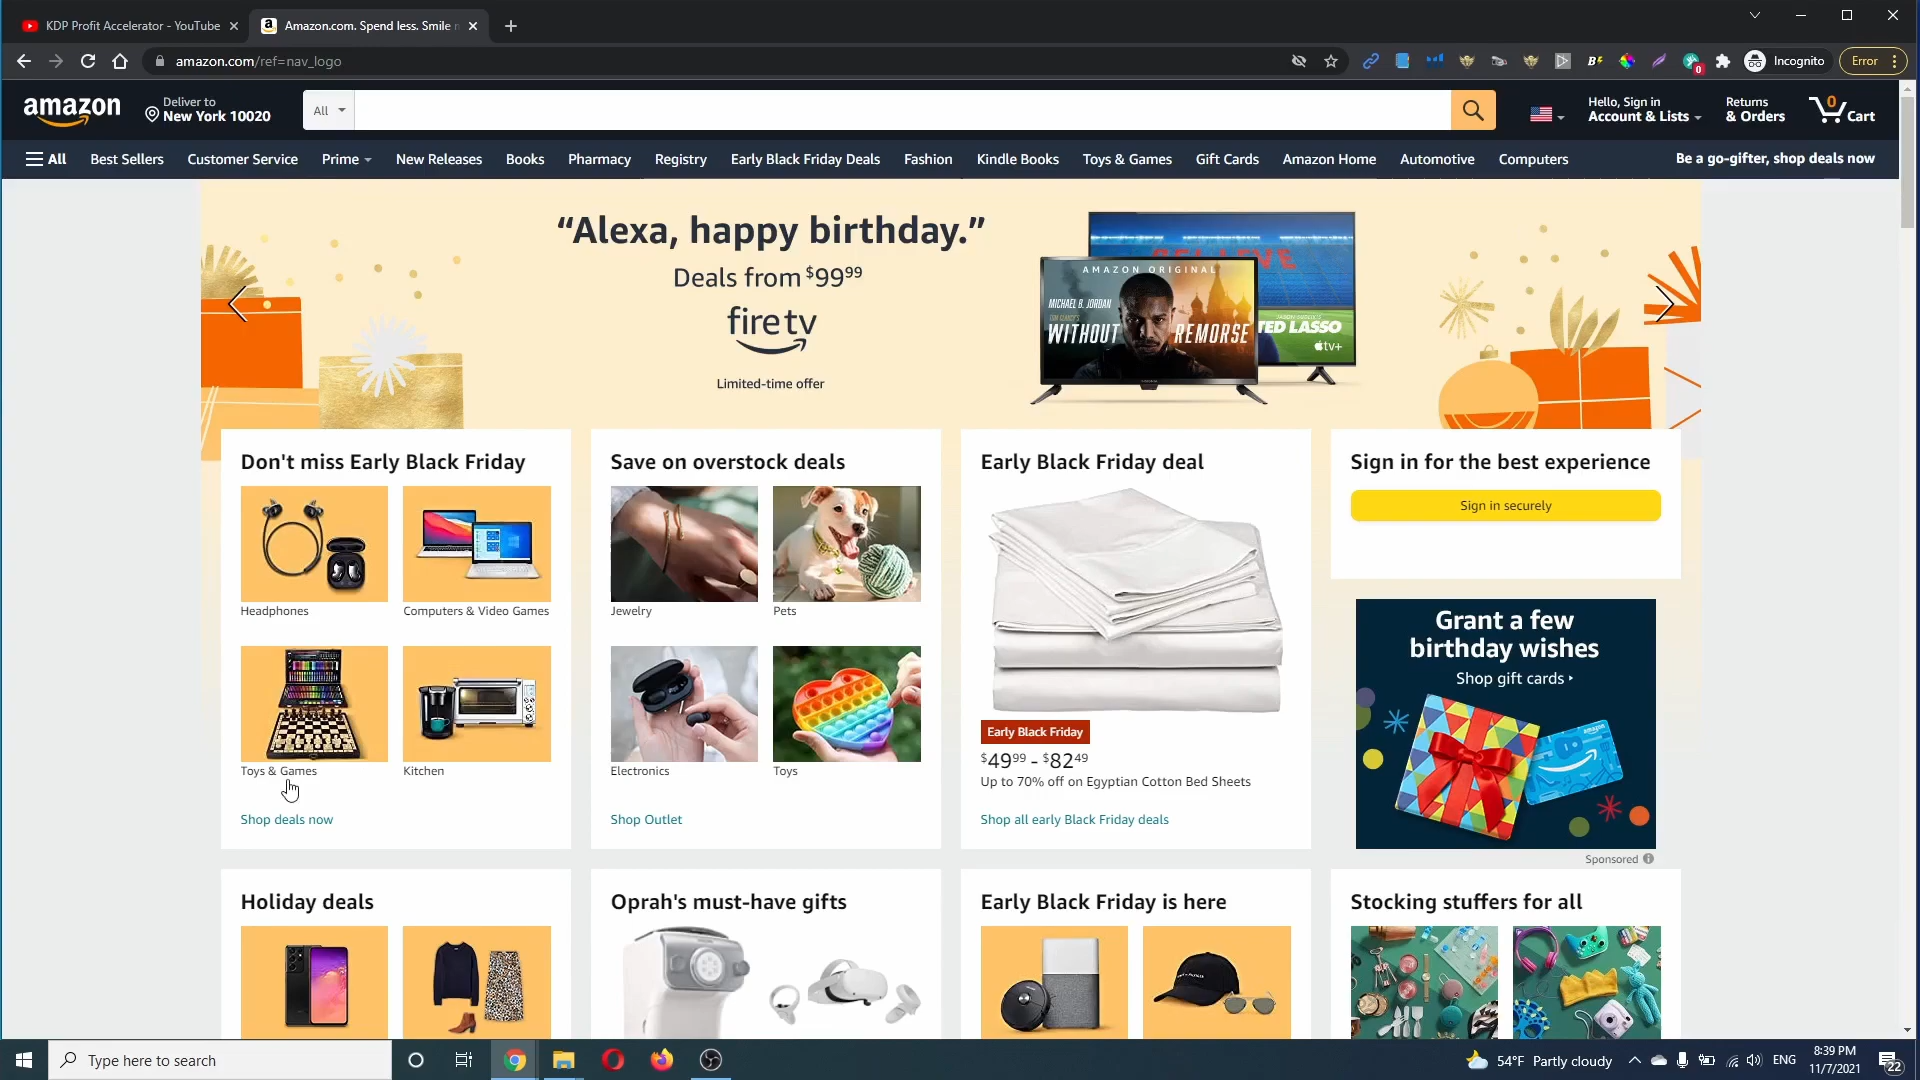 KDP Profit Accelerator - YouTube
Amazon.com. Spend less. Smile
amazon.com/ref=nav_logo
Incognito
Error
amazon
Deliver to
New York 10020
All
Hello, Sign in
Account & Lists
Returns
& Orders
0
Cart
All
Best Sellers
Customer Service
Prime
New Releases
Books
Pharmacy
Registry
Early Black Friday Deals
Fashion
Kindle Books
Toys & Games
Gift Cards
Amazon Home
Automotive
Computers
Be a go-gifter, shop deals now
“Alexa, happy birthday.”
Deals from $99⁹⁹
fire tv
Limited-time offer
AMAZON ORIGINAL
MICHAEL B. JORDAN
WITHOUT REMORSE
TED LASSO
tv+
Don't miss Early Black Friday
Headphones
Computers & Video Games
Toys & Games
Kitchen
Shop deals now
Save on overstock deals
Jewelry
Pets
Electronics
Toys
Shop Outlet
Early Black Friday deal
Early Black Friday
$49⁹⁹ - $82⁴⁹
Up to 70% off on Egyptian Cotton Bed Sheets
Shop all early Black Friday deals
Sign in for the best experience
Sign in securely
Grant a few
birthday wishes
Shop gift cards
amazon
Sponsored
Holiday deals
Oprah's must-have gifts
Early Black Friday is here
Stocking stuffers for all
Type here to search
54°F Partly cloudy
ENG
8:39 PM
11/7/2021
22